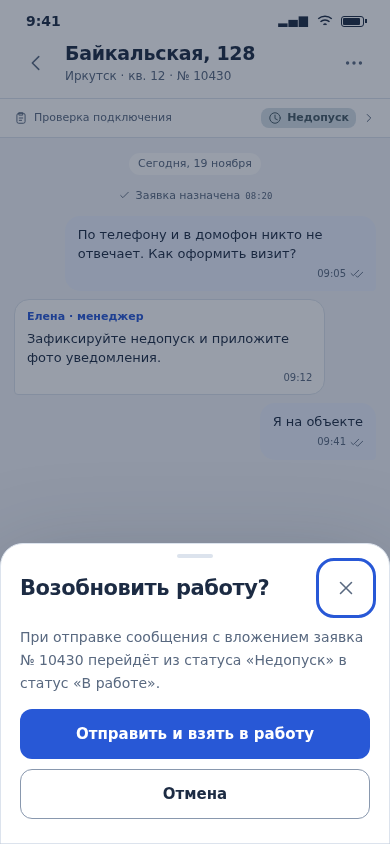 9:41
Байкальская, 128
Иркутск · кв. 12 · № 10430
Проверка подключения
Недопуск
Сегодня, 19 ноября
Заявка назначена 08:20
По телефону и в домофон никто не
отвечает. Как оформить визит?
09:05
Елена · менеджер
Зафиксируйте недопуск и приложите
фото уведомления.
09:12
Я на объекте
09:41
Возобновить работу?
При отправке сообщения с вложением заявка
№ 10430 перейдёт из статуса «Недопуск» в
статус «В работе».
Отправить и взять в работу
Отмена